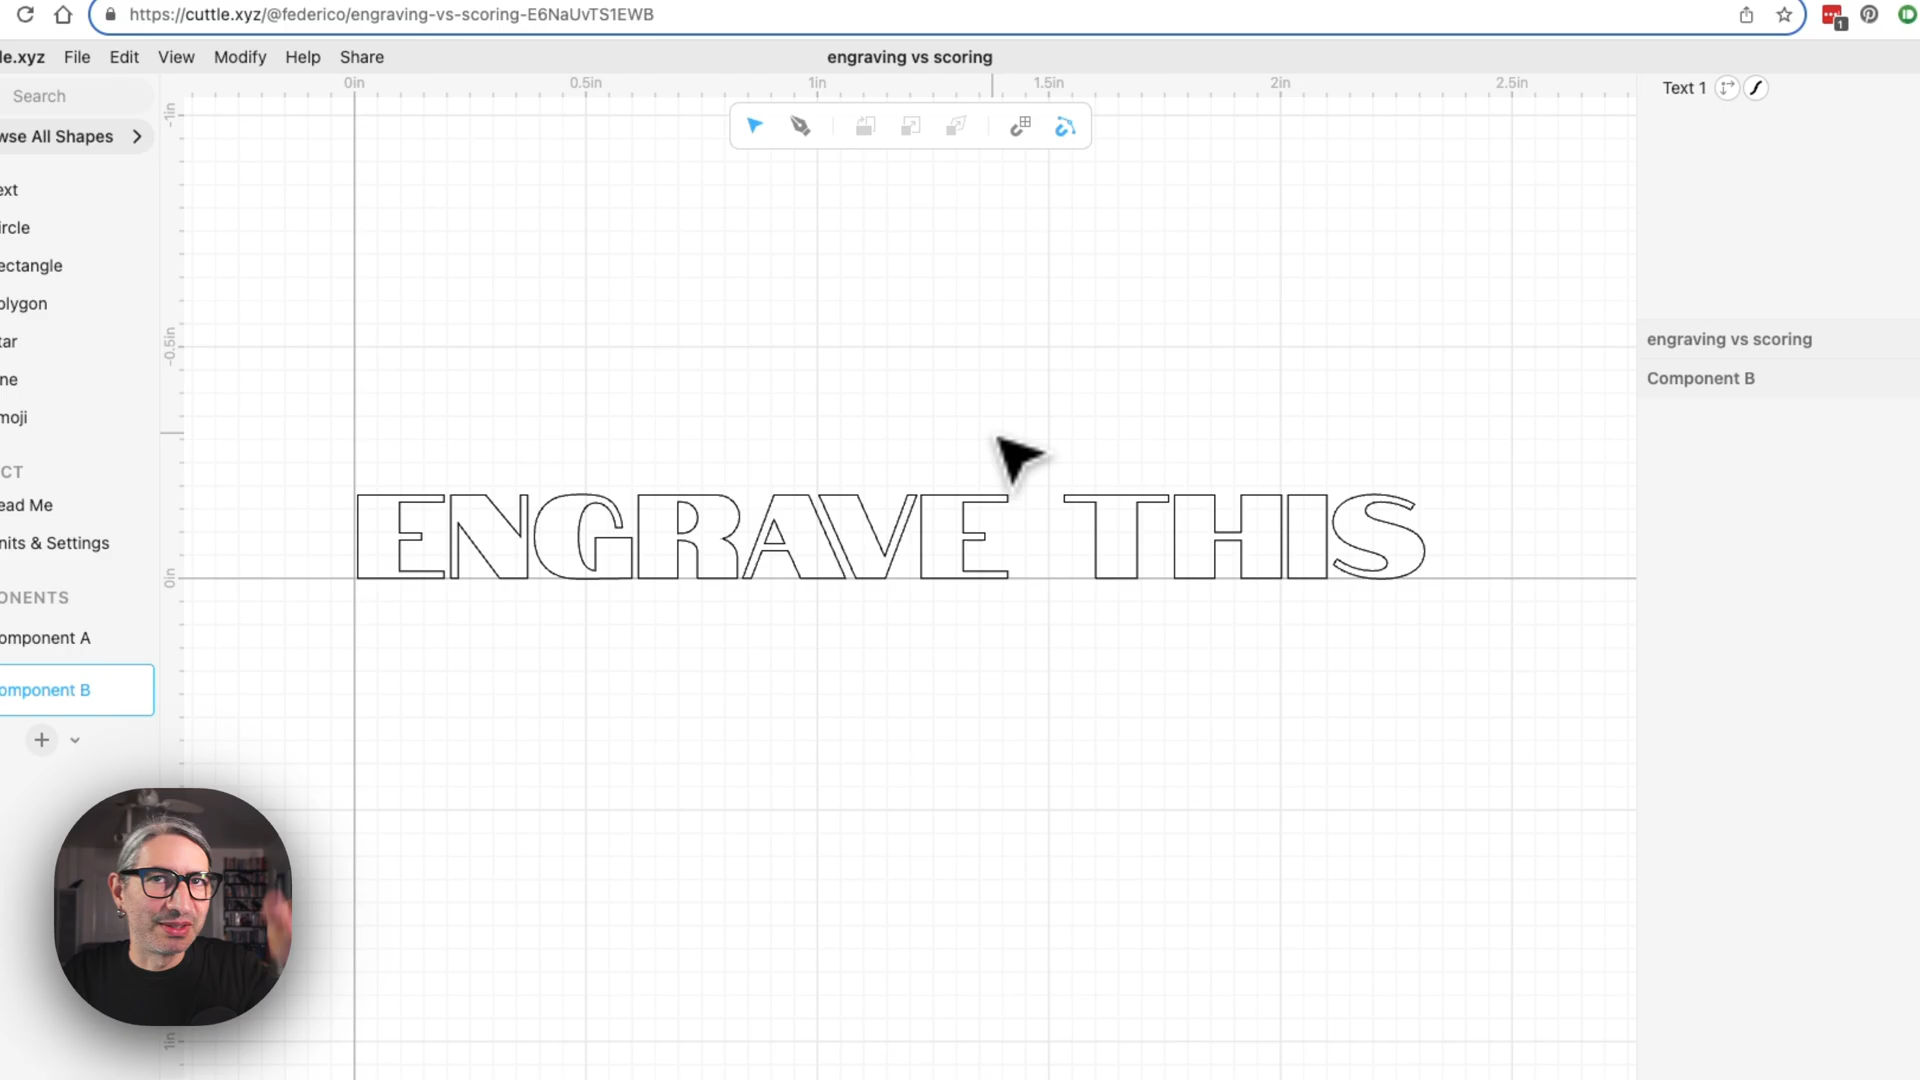 https://cuttle.xyz/@federico/engraving-vs-scoring-E6NaUvTS1EWB
1
le.xyz File Edit View Modify Help Share
engraving vs scoring
0in 0.5in 1in 1.5in 2in 2.5in
Search
wse All Shapes
ext
ircle
ectangle
olygon
tar
ne
moji
CT
ead Me
nits & Settings
ONENTS
omponent A
omponent B
-1in
-0.5in
0in
1in
ENGRAVE THIS
Text 1
engraving vs scoring
Component B